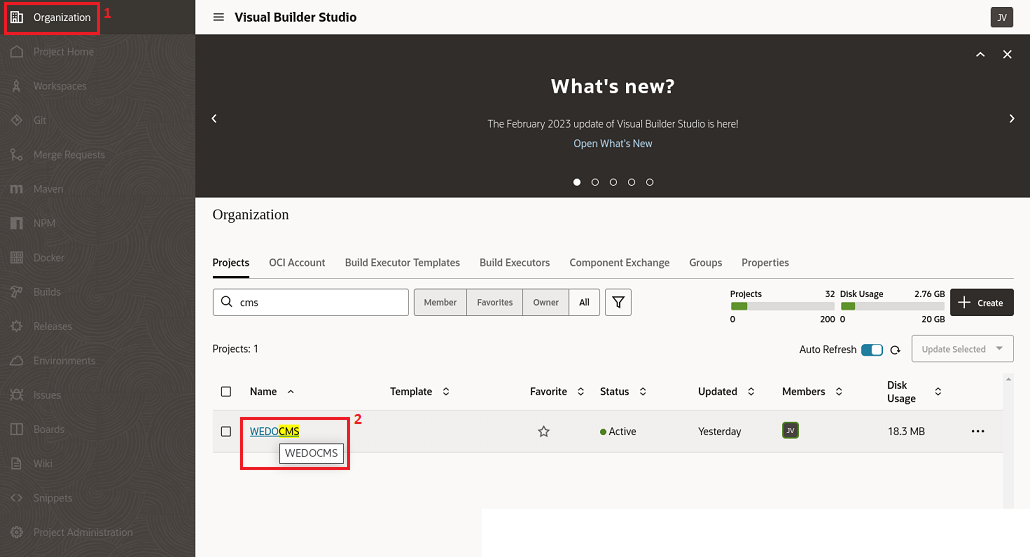 Organization 1
Project Home
Workspaces
Git
Merge Requests
Maven
NPM
Docker
Builds
Releases
Environments
Issues
Boards
Wiki
Snippets
Project Administration
Visual Builder Studio
JV
What's new?
The February 2023 update of Visual Builder Studio is here!
Open What's New
Organization
Projects OCI Account Build Executor Templates Build Executors Component Exchange Groups Properties
cms Member Favorites Owner All
Projects 32 Disk Usage 2.76 GB
0 200 0 20 GB
Create
Projects: 1 Auto Refresh Update Selected
Name Template Favorite Status Updated Members Disk Usage
WEDOCMS 2 Active Yesterday JV 18.3 MB
WEDOCMS